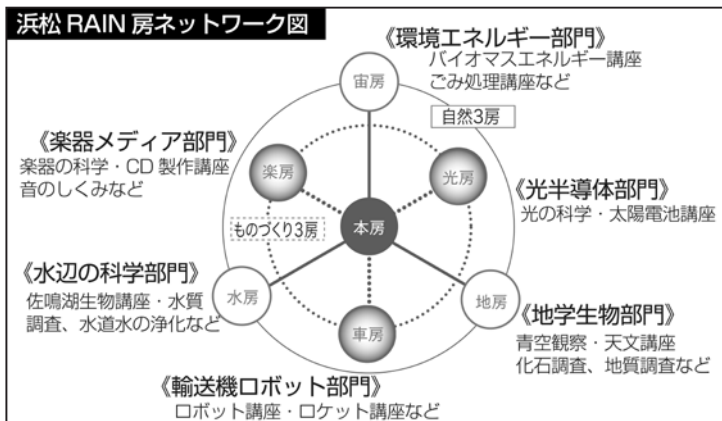 浜松 RAIN 房ネットワーク図
《環境エネルギー部門》
バイオマスエネルギー講座
ごみ処理講座など
宙房
自然3房
《楽器メディア部門》
楽器の科学・CD 製作講座
音のしくみなど
楽房
光房
《光半導体部門》
光の科学・太陽電池講座
ものづくり3房
本房
《水辺の科学部門》
佐鳴湖生物講座・水質
調査、水道水の浄化など
水房
地房
《地学生物部門》
青空観察・天文講座
化石調査、地質調査など
車房
《輸送機ロボット部門》
ロボット講座・ロケット講座など